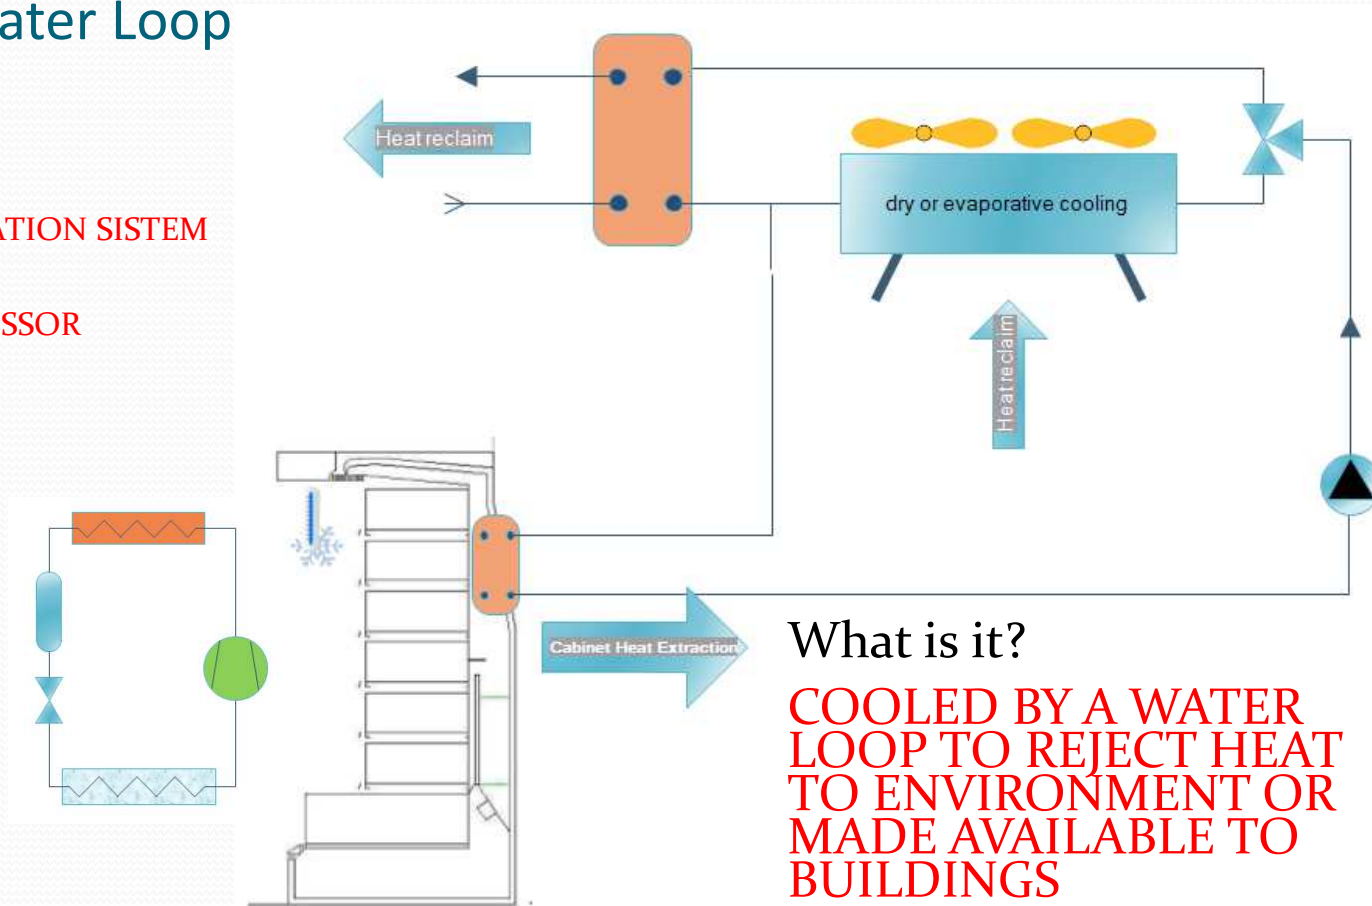 ater Loop
Heat reclaim
dry or evaporative cooling
ATION SISTEM
SSOR
Heat reclaim
Cabinet Heat Extraction
What is it?
COOLED BY A WATER
LOOP TO REJECT HEAT
TO ENVIRONMENT OR
MADE AVAILABLE TO
BUILDINGS